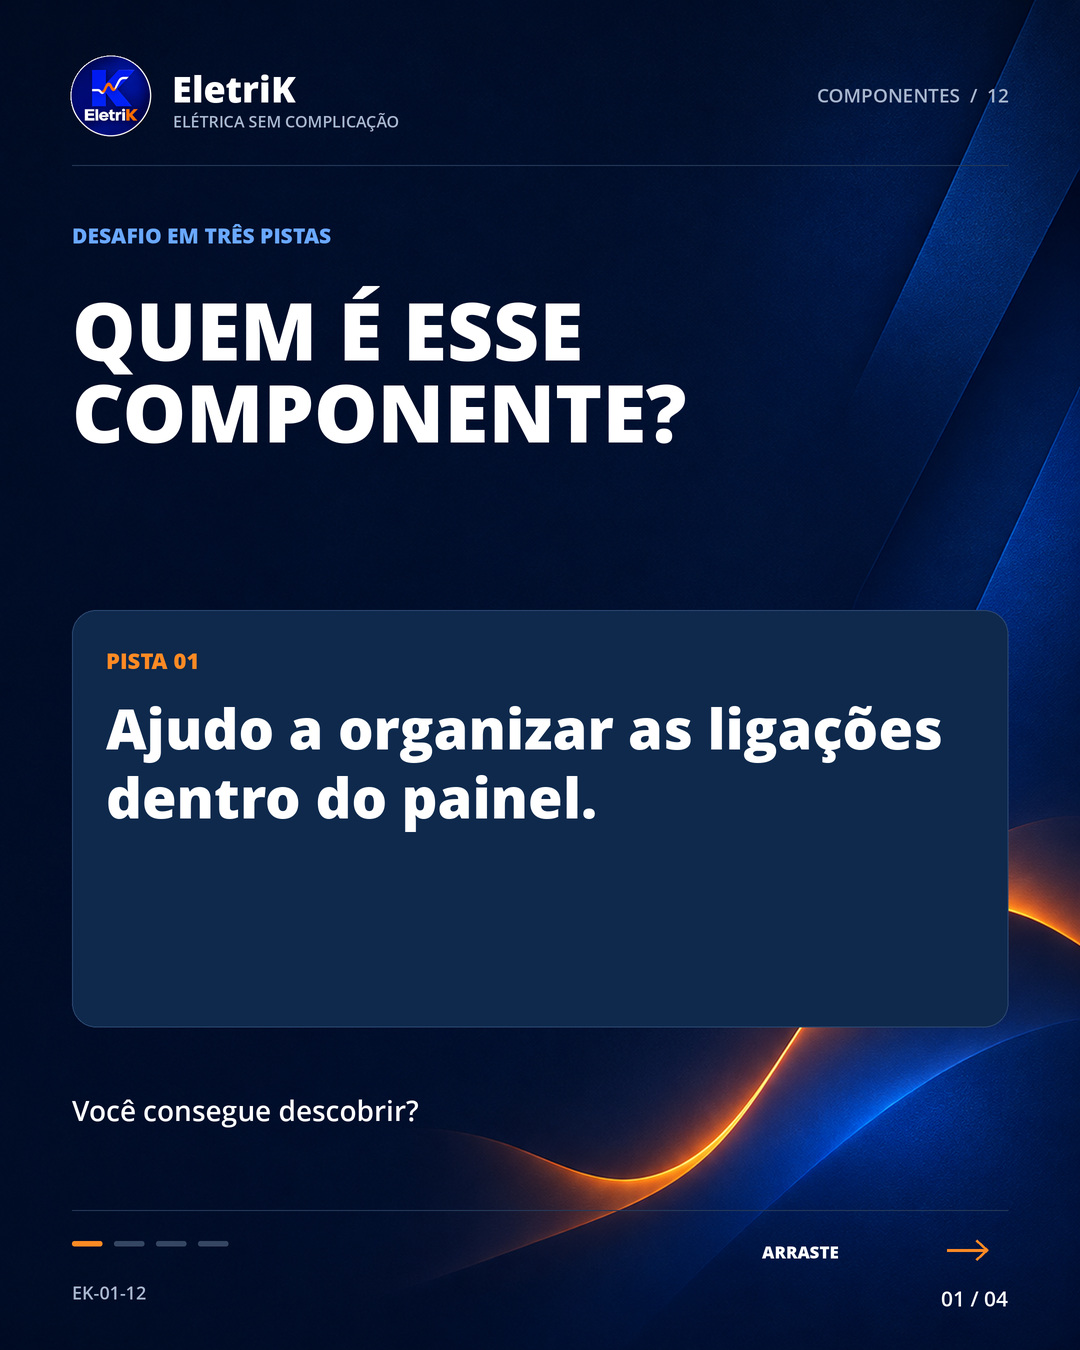 K
EletriK
EletriK
ELÉTRICA SEM COMPLICAÇÃO
COMPONENTES / 12
DESAFIO EM TRÊS PISTAS
QUEM É ESSE
COMPONENTE?
PISTA 01
Ajudo a organizar as ligações
dentro do painel.
Você consegue descobrir?
ARRASTE
EK-01-12
01 / 04